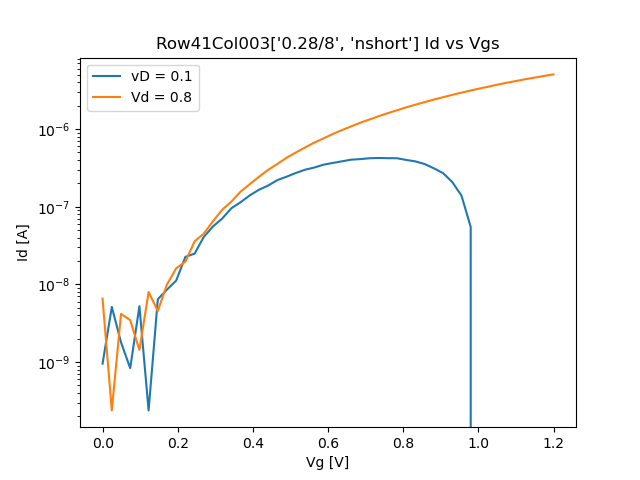 Row41Col003['0.28/8', 'nshort'] Id vs Vgs
vD = 0.1
Vd = 0.8
10⁻⁶
10⁻⁷
10⁻⁸
10⁻⁹
Id [A]
0.0 0.2 0.4 0.6 0.8 1.0 1.2
Vg [V]